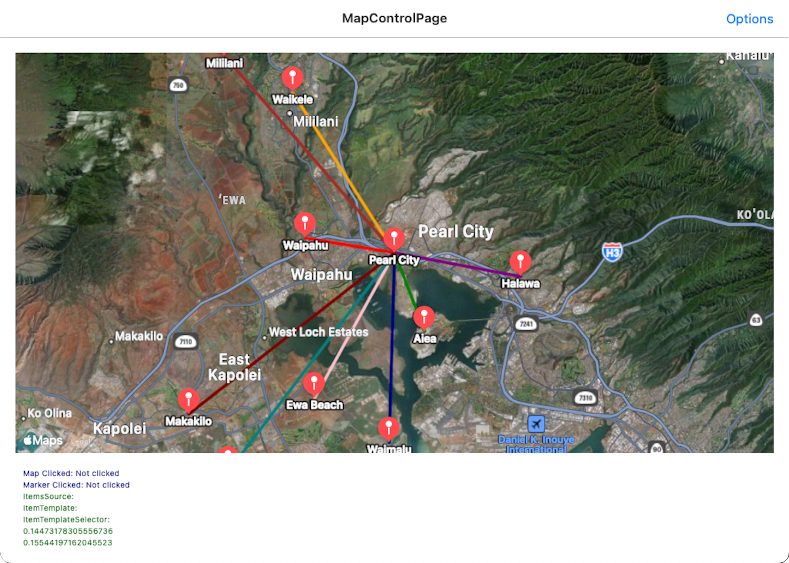 MapControlPage
Options
Mililani
750
Waikele
Mililani
'EWA
KO'OLA
Waipahu
Pearl City
Pearl City
H3
Waipahu
Halawa
Aiea
7241
63
West Loch Estates
Makakilo
7110
East
Kapolei
Ewa Beach
7310
Makakilo
Ko Olina
Kapolei
Waimalu
Maps
Daniel K. Inouye
International
90
Map Clicked: Not clicked
Marker Clicked: Not clicked
ItemsSource:
ItemTemplate:
ItemTemplateSelector:
0.14473178305556736
0.15544197162045523